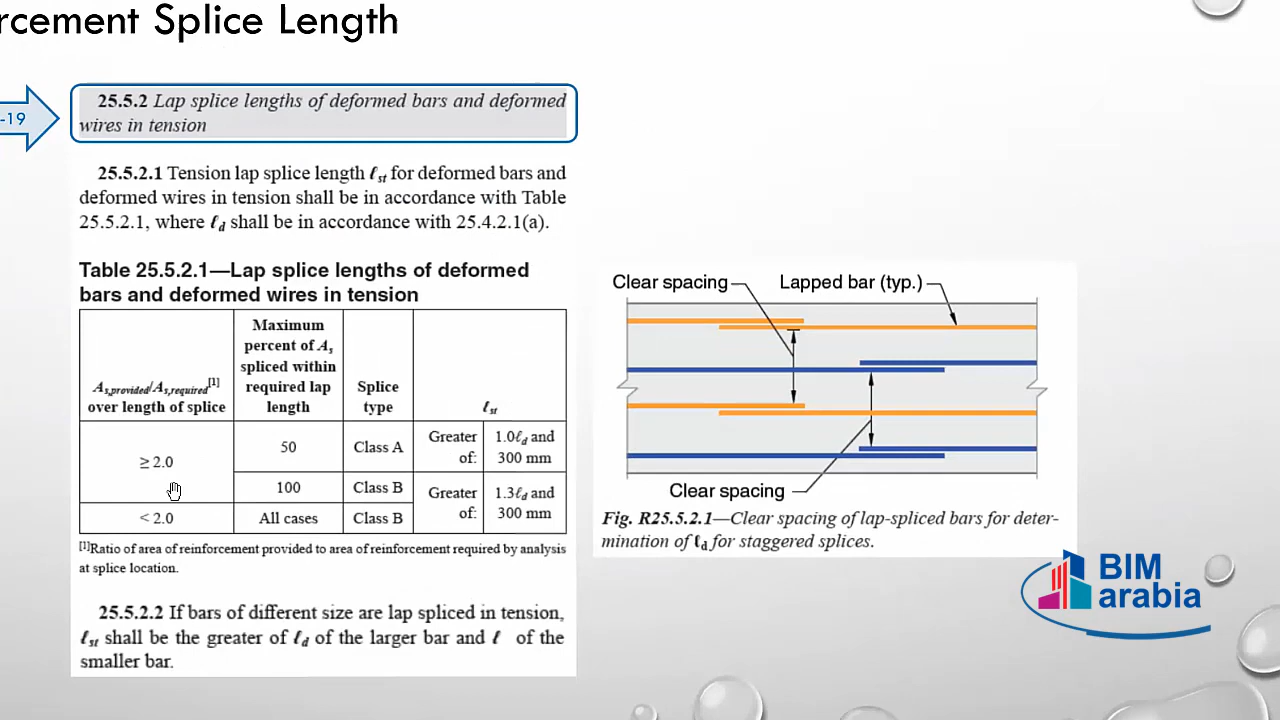 rcement Splice Length
-19
25.5.2 Lap splice lengths of deformed bars and deformed
wires in tension
25.5.2.1 Tension lap splice length ℓst for deformed bars and
deformed wires in tension shall be in accordance with Table
25.5.2.1, where ℓd shall be in accordance with 25.4.2.1(a).
Table 25.5.2.1—Lap splice lengths of deformed
bars and deformed wires in tension
As,provided/As,required[1]
over length of splice
Maximum
percent of As
spliced within
required lap
length
Splice
type
ℓst
≥ 2.0
50
Class A
Greater
of:
1.0ℓd and
300 mm
100
Class B
Greater
of:
1.3ℓd and
300 mm
< 2.0
All cases
Class B
[1]Ratio of area of reinforcement provided to area of reinforcement required by analysis
at splice location.
25.5.2.2 If bars of different size are lap spliced in tension,
ℓst shall be the greater of ℓd of the larger bar and ℓ of the
smaller bar.
Clear spacing
Lapped bar (typ.)
Clear spacing
Fig. R25.5.2.1—Clear spacing of lap-spliced bars for deter-
mination of ℓd for staggered splices.
BIM
arabia